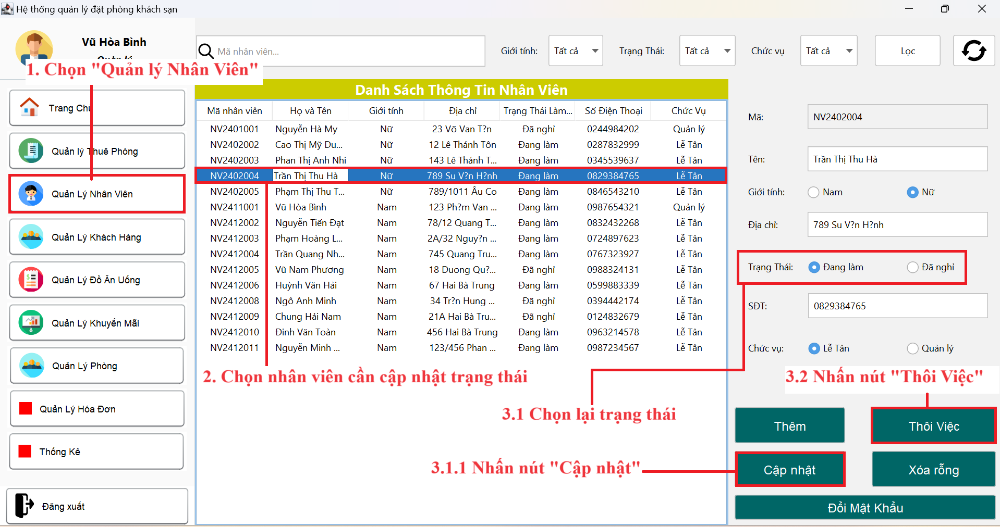 Hệ thống quản lý đặt phòng khách sạn
Vũ Hòa Bình
Quản lý
1. Chọn "Quản lý Nhân Viên"
Trang Chủ
Quản lý Thuê Phòng
Quản Lý Nhân Viên
Quản Lý Khách Hàng
Quản Lý Đồ Ăn Uống
Quản Lý Khuyến Mãi
Quản Lý Phòng
Quản Lý Hóa Đơn
Thống Kê
Đăng xuất
Mã nhân viên...
Giới tính: Tất cả Trạng Thái: Tất cả Chức vụ Tất cả Lọc
Danh Sách Thông Tin Nhân Viên
Mã nhân viên Họ và Tên Giới tính Địa chỉ Trạng Thái Làm... Số Điện Thoại Chức Vụ
NV2401001 Nguyễn Hà My Nữ 23 Võ Van T?n Đã nghỉ 0244984202 Quản lý
NV2402002 Cao Thị Mỹ Du... Nữ 12 Lê Thánh Tôn Đang làm 0287832999 Lễ Tân
NV2402003 Phan Thị Anh Nhi Nữ 143 Lê Thánh T... Đang làm 0345539637 Lễ Tân
NV2402004 Trần Thị Thu Hà Nữ 789 Su V?n H?nh Đang làm 0829384765 Lễ Tân
NV2402005 Phạm Thị Thu T... Nữ 789/1011 Âu Co Đang làm 0846543210 Lễ Tân
NV2411001 Vũ Hòa Bình Nam 123 Ph?m Van ... Đang làm 0987654321 Quản lý
NV2412002 Nguyễn Tiến Đạt Nam 78/12 Quang T... Đang làm 0832432268 Lễ Tân
NV2412003 Phạm Hoàng L... Nam 2A/32 Nguy?n ... Đang làm 0724897623 Lễ Tân
NV2412004 Trần Quang Nh... Nam 745 Quang Tru... Đang làm 0767323927 Lễ Tân
NV2412005 Vũ Nam Phương Nam 18 Duong Qu?... Đã nghỉ 0988324131 Lễ Tân
NV2412006 Huỳnh Văn Hải Nam 67 Hai Bà Trung Đang làm 0599883339 Lễ Tân
NV2412008 Ngô Anh Minh Nam 34 Tr?n Hung ... Đã nghỉ 0394442174 Lễ Tân
NV2412009 Chung Hải Nam Nam 21A Hai Bà Tru... Đã nghỉ 0124832679 Lễ Tân
NV2412010 Đinh Văn Toàn Nam 456 Hai Bà Trung Đang làm 0963214578 Lễ Tân
NV2412011 Nguyễn Minh ... Nam 123/456 Phan ... Đang làm 0987234567 Lễ Tân
2. Chọn nhân viên cần cập nhật trạng thái
3.1 Chọn lại trạng thái
3.1.1 Nhấn nút "Cập nhật"
Mã: NV2402004
Tên: Trần Thị Thu Hà
Giới tính: Nam Nữ
Địa chỉ: 789 Su V?n H?nh
Trạng Thái: Đang làm Đã nghỉ
SĐT: 0829384765
Chức vụ: Lễ Tân Quản lý
3.2 Nhấn nút "Thôi Việc"
Thêm Thôi Việc
Cập nhật Xóa rỗng
Đổi Mật Khẩu